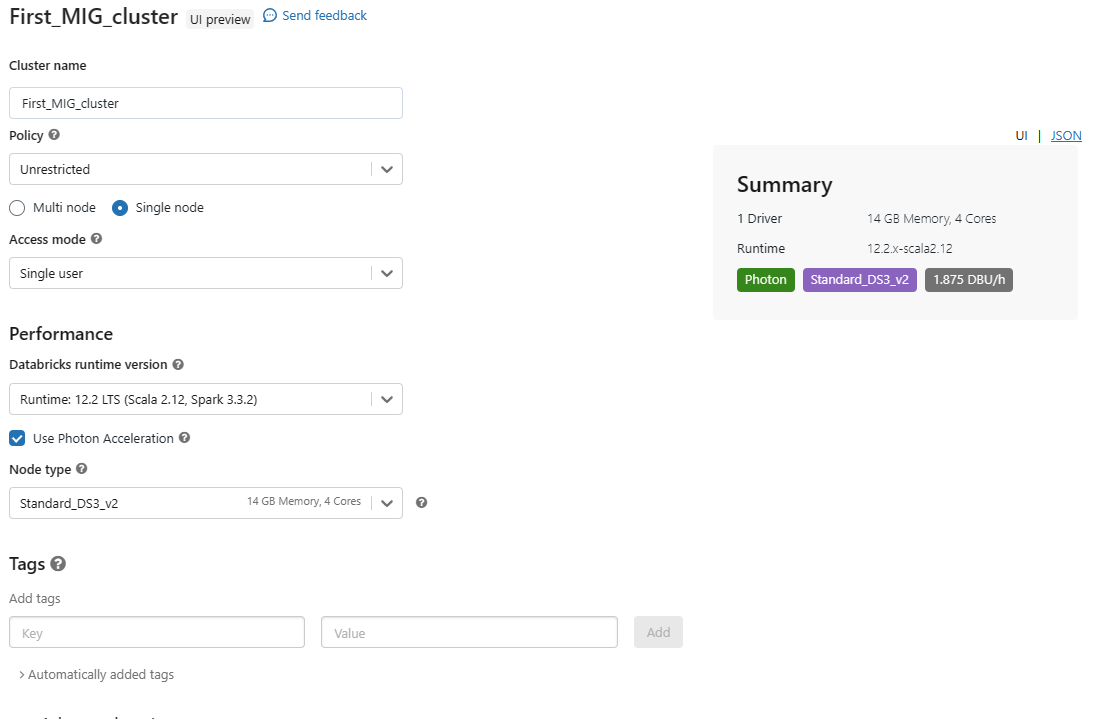 First_MIG_cluster UI preview Send feedback
Cluster name
First_MIG_cluster
Policy
Unrestricted
Multi node Single node
Access mode
Single user
Performance
Databricks runtime version
Runtime: 12.2 LTS (Scala 2.12, Spark 3.3.2)
Use Photon Acceleration
Node type
Standard_DS3_v2 14 GB Memory, 4 Cores
Tags
Add tags
Key Value Add
Automatically added tags
UI | JSON
Summary
1 Driver 14 GB Memory, 4 Cores
Runtime 12.2.x-scala2.12
Photon Standard_DS3_v2 1.875 DBU/h